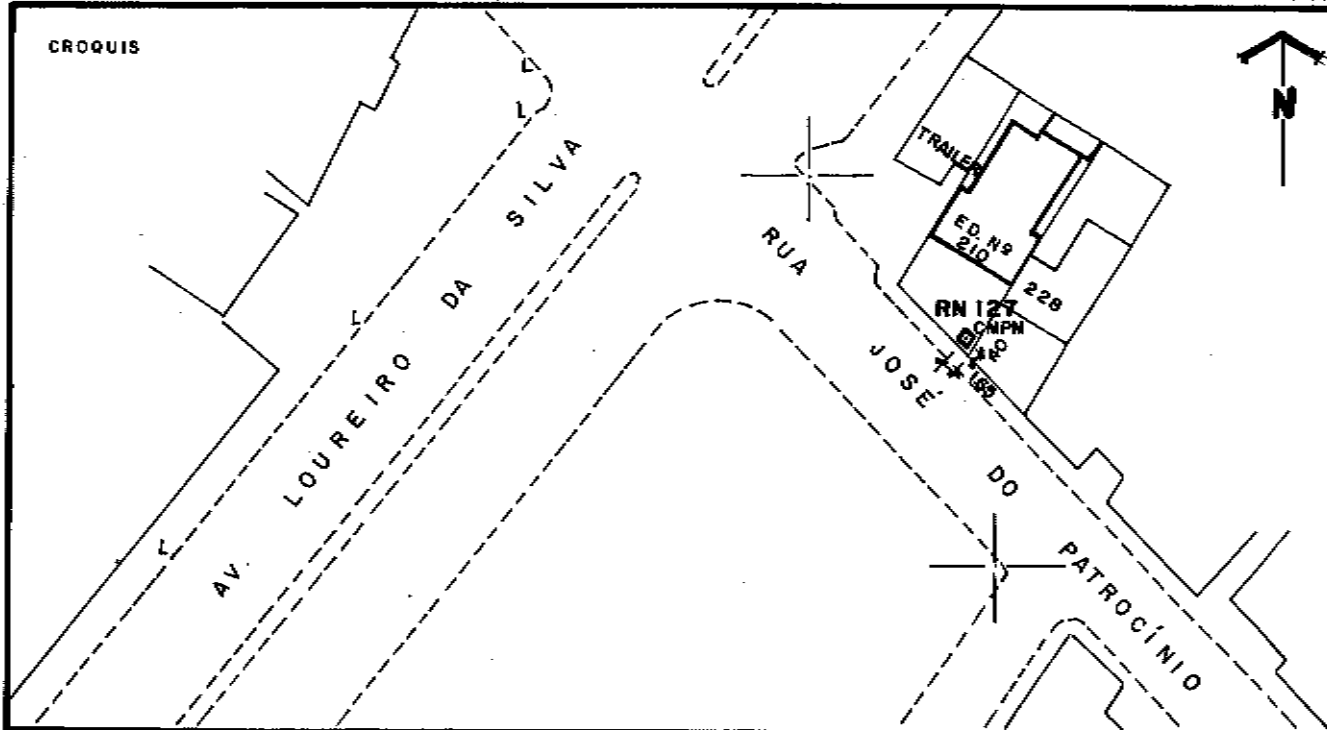 CROQUIS
N
AV. LOUREIRO DA SILVA
RUA JOSÉ DO PATROCÍNIO
TRAILER
ED. Nº
210
228
RN 127
CMPM